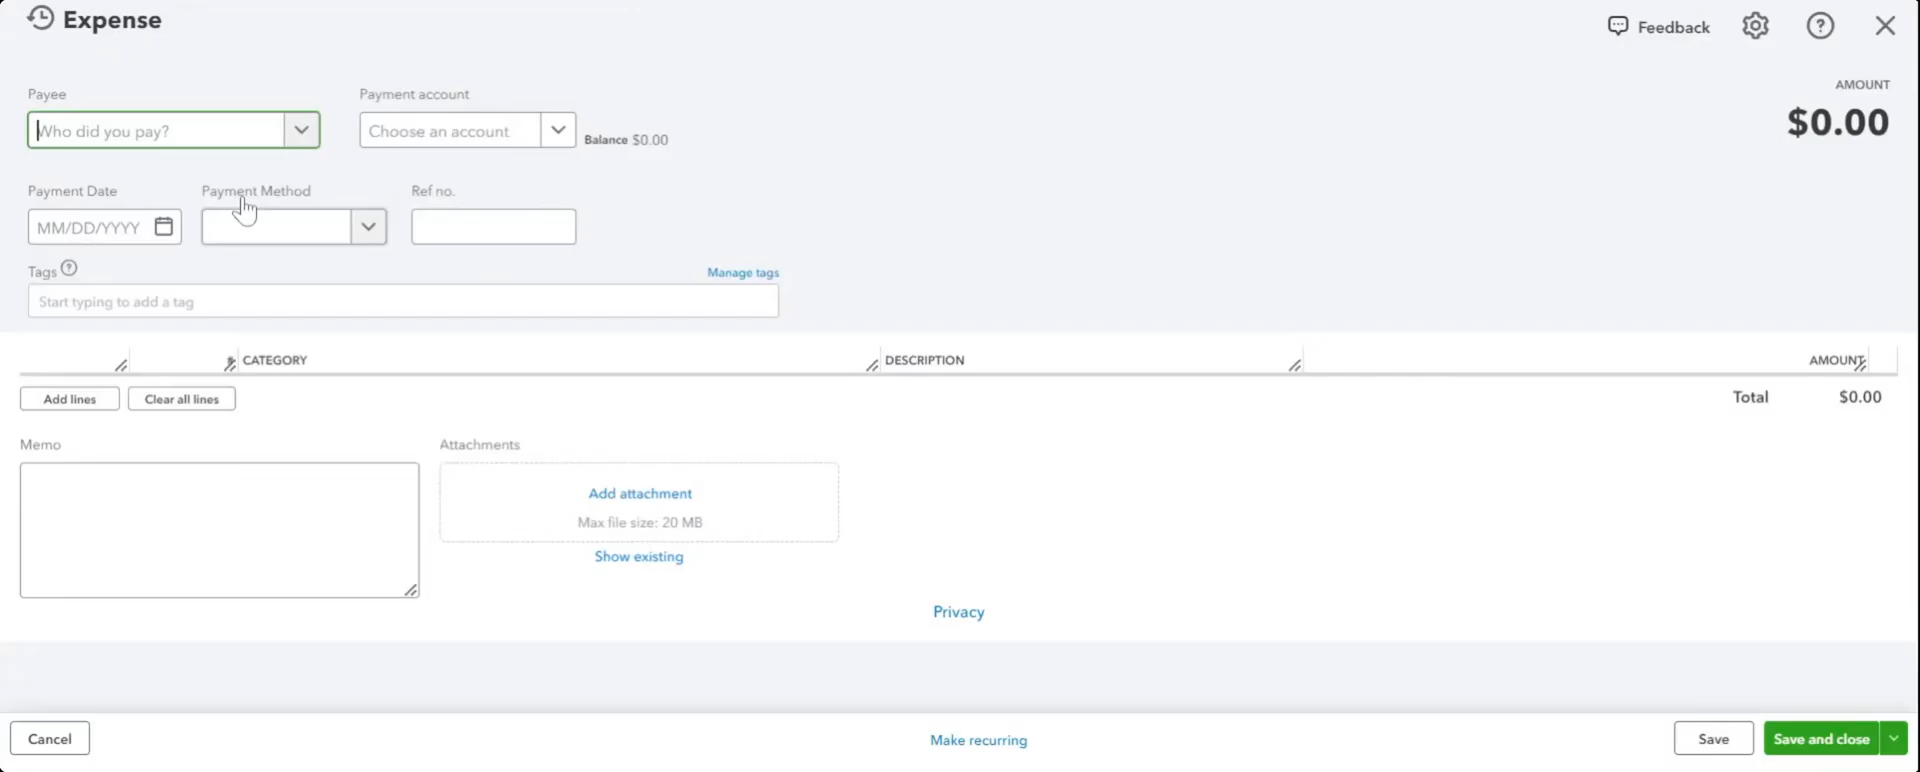 Expense
Feedback
Payee
Payment account
AMOUNT
Who did you pay?
Choose an account
Balance $0.00
$0.00
Payment Date
Payment Method
Ref no.
MM/DD/YYYY
Tags
Manage tags
Start typing to add a tag
# CATEGORY DESCRIPTION AMOUNT
Add lines
Clear all lines
Total $0.00
Memo
Attachments
Add attachment
Max file size: 20 MB
Show existing
Privacy
Cancel
Make recurring
Save
Save and close